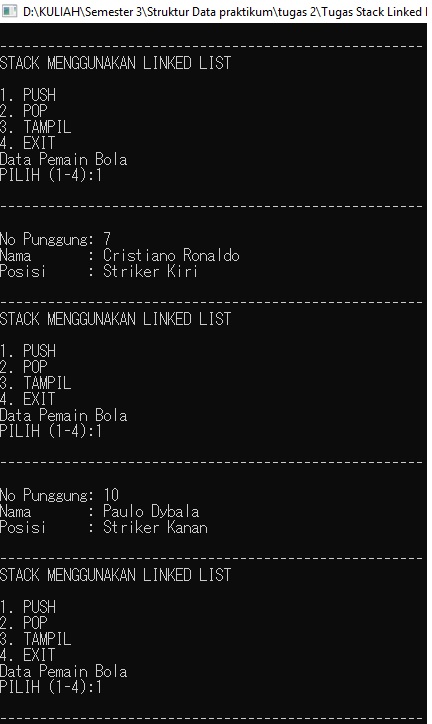 D:\KULIAH\Semester 3\Struktur Data praktikum\tugas 2\Tugas Stack Linked
-----------------------------------------------------
STACK MENGGUNAKAN LINKED LIST
1. PUSH
2. POP
3. TAMPIL
4. EXIT
Data Pemain Bola
PILIH (1-4):1
-----------------------------------------------------
No Punggung: 7
Nama       : Cristiano Ronaldo
Posisi     : Striker Kiri
-----------------------------------------------------
STACK MENGGUNAKAN LINKED LIST
1. PUSH
2. POP
3. TAMPIL
4. EXIT
Data Pemain Bola
PILIH (1-4):1
-----------------------------------------------------
No Punggung: 10
Nama       : Paulo Dybala
Posisi     : Striker Kanan
-----------------------------------------------------
STACK MENGGUNAKAN LINKED LIST
1. PUSH
2. POP
3. TAMPIL
4. EXIT
Data Pemain Bola
PILIH (1-4):1
-----------------------------------------------------